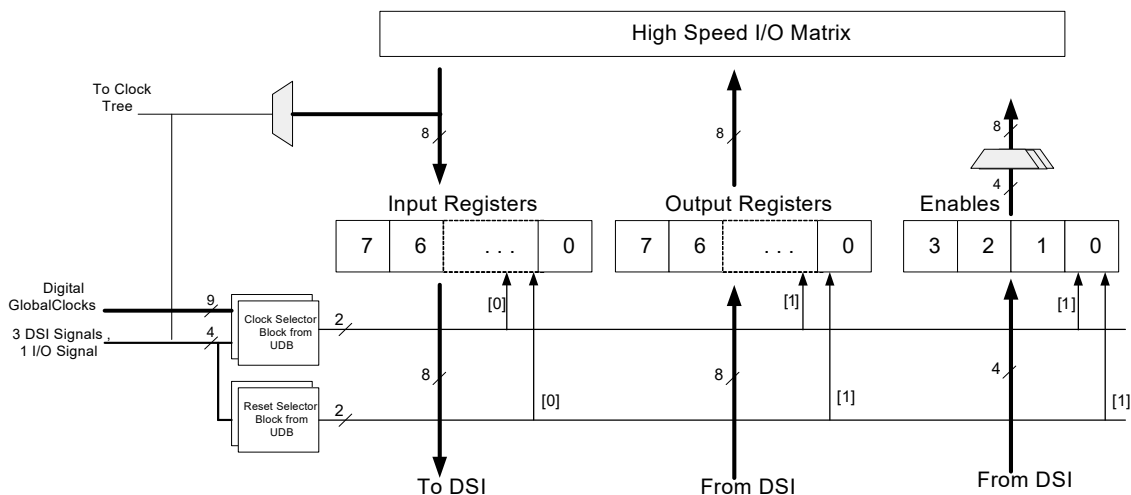 High Speed I/O Matrix
To Clock
Tree
8
8
8
4
Input Registers
Output Registers
Enables
7 6 . . . 0
7 6 . . . 0
3 2 1 0
Digital
GlobalClocks
9
3 DSI Signals ,
1 I/O Signal
4
Clock Selector
Block from
UDB
2
[0]
[1]
[1]
8
8
4
Reset Selector
Block from
UDB
2
[0]
[1]
[1]
To DSI
From DSI
From DSI